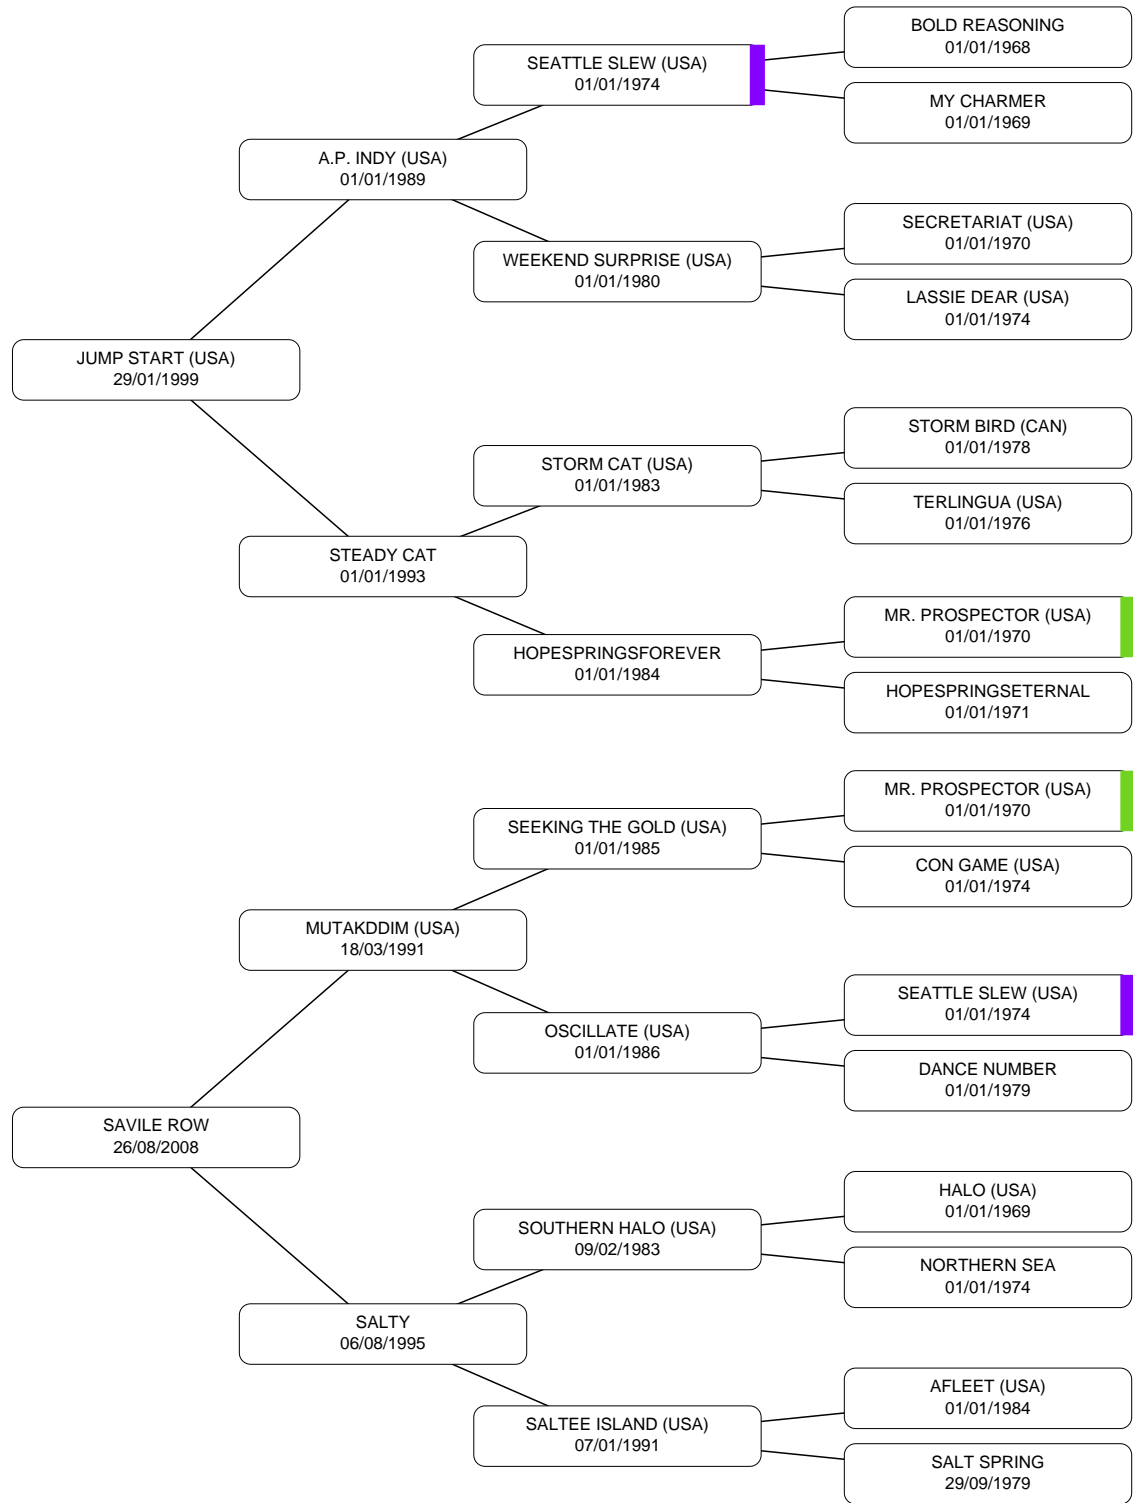 BOLD REASONING
01/01/1968
SEATTLE SLEW (USA)
01/01/1974
MY CHARMER
01/01/1969
A.P. INDY (USA)
01/01/1989
SECRETARIAT (USA)
01/01/1970
WEEKEND SURPRISE (USA)
01/01/1980
LASSIE DEAR (USA)
01/01/1974
JUMP START (USA)
29/01/1999
STORM BIRD (CAN)
01/01/1978
STORM CAT (USA)
01/01/1983
TERLINGUA (USA)
01/01/1976
STEADY CAT
01/01/1993
MR. PROSPECTOR (USA)
01/01/1970
HOPESPRINGSFOREVER
01/01/1984
HOPESPRINGSETERNAL
01/01/1971
MR. PROSPECTOR (USA)
01/01/1970
SEEKING THE GOLD (USA)
01/01/1985
CON GAME (USA)
01/01/1974
MUTAKDDIM (USA)
18/03/1991
SEATTLE SLEW (USA)
01/01/1974
OSCILLATE (USA)
01/01/1986
DANCE NUMBER
01/01/1979
SAVILE ROW
26/08/2008
HALO (USA)
01/01/1969
SOUTHERN HALO (USA)
09/02/1983
NORTHERN SEA
01/01/1974
SALTY
06/08/1995
AFLEET (USA)
01/01/1984
SALTEE ISLAND (USA)
07/01/1991
SALT SPRING
29/09/1979